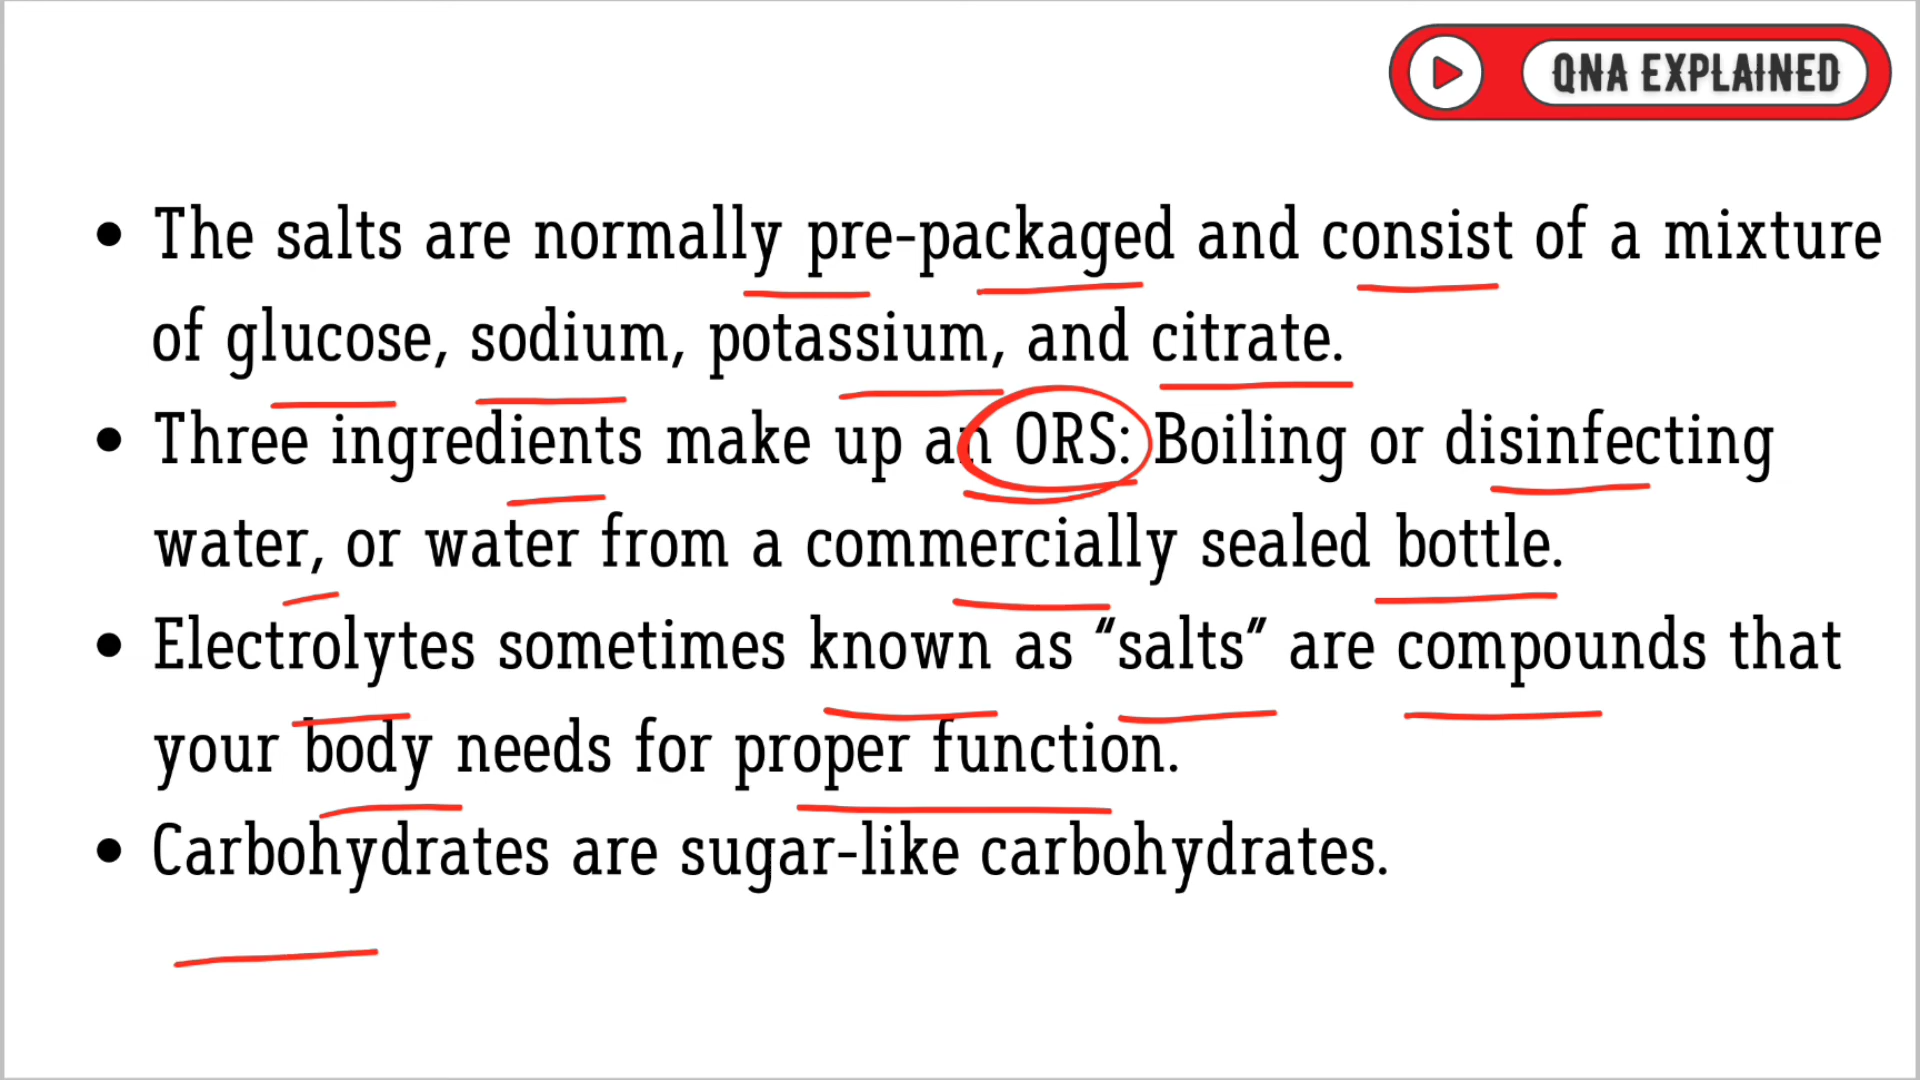 QNA EXPLAINED
• The salts are normally pre-packaged and consist of a mixture
of glucose, sodium, potassium, and citrate.
• Three ingredients make up an ORS: Boiling or disinfecting
water, or water from a commercially sealed bottle.
• Electrolytes sometimes known as “salts” are compounds that
your body needs for proper function.
• Carbohydrates are sugar-like carbohydrates.